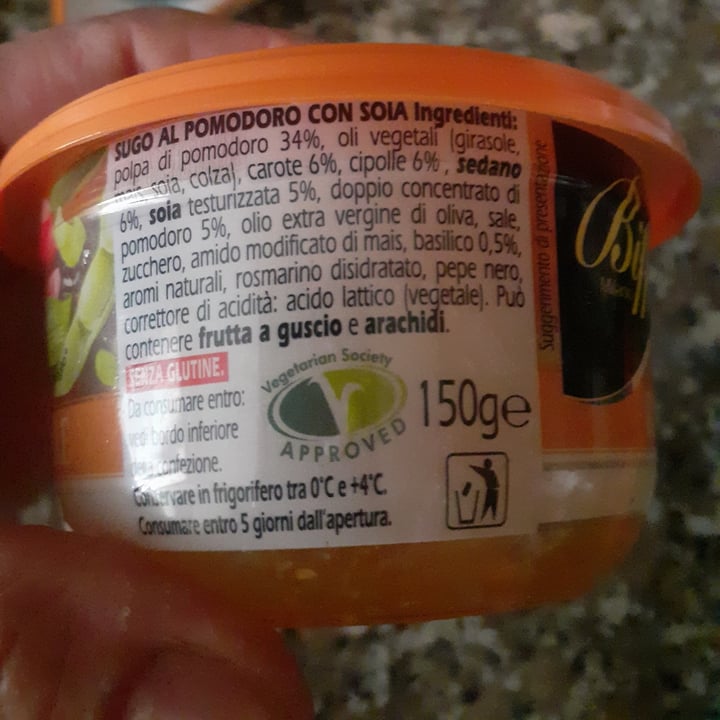 SUGO AL POMODORO CON SOIA Ingredienti:
polpa di pomodoro 34%, oli vegetali (girasole,
mais, soia, colza), carote 6%, cipolle 6% , sedano
6%, soia testurizzata 5%, doppio concentrato di
pomodoro 5%, olio extra vergine di oliva, sale,
zucchero, amido modificato di mais, basilico 0,5%,
aromi naturali, rosmarino disidratato, pepe nero,
correttore di acidità: acido lattico (vegetale). Può
contenere frutta a guscio e arachidi.
SENZA GLUTINE.
Da consumare entro:
vedi bordo inferiore
della confezione.
Vegetarian Society
APPROVED
150g e
Conservare in frigorifero tra 0°C e +4°C.
Consumare entro 5 giorni dall'apertura.
Suggerimento di presentazione